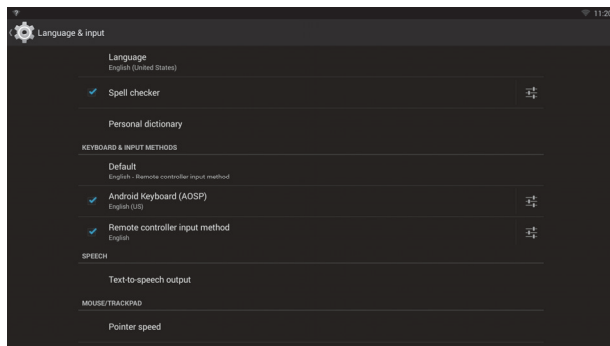 11:20
Language & input
Language
English (United States)
Spell checker
Personal dictionary
KEYBOARD & INPUT METHODS
Default
English - Remote controller input method
Android Keyboard (AOSP)
English (US)
Remote controller input method
English
SPEECH
Text-to-speech output
MOUSE/TRACKPAD
Pointer speed